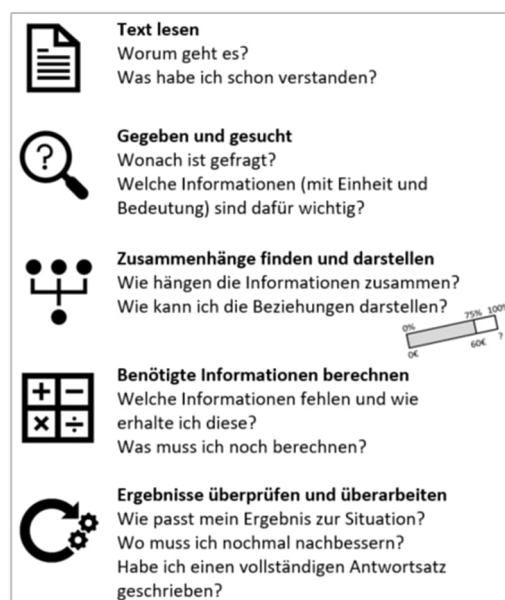 Text lesen
Worum geht es?
Was habe ich schon verstanden?
?
Gegeben und gesucht
Wonach ist gefragt?
Welche Informationen (mit Einheit und
Bedeutung) sind dafür wichtig?
Zusammenhänge finden und darstellen
Wie hängen die Informationen zusammen?
Wie kann ich die Beziehungen darstellen?
0% 75% 100%
0€ 60€ ?
+ −
× ÷
Benötigte Informationen berechnen
Welche Informationen fehlen und wie
erhalte ich diese?
Was muss ich noch berechnen?
Ergebnisse überprüfen und überarbeiten
Wie passt mein Ergebnis zur Situation?
Wo muss ich nochmal nachbessern?
Habe ich einen vollständigen Antwortsatz
geschrieben?